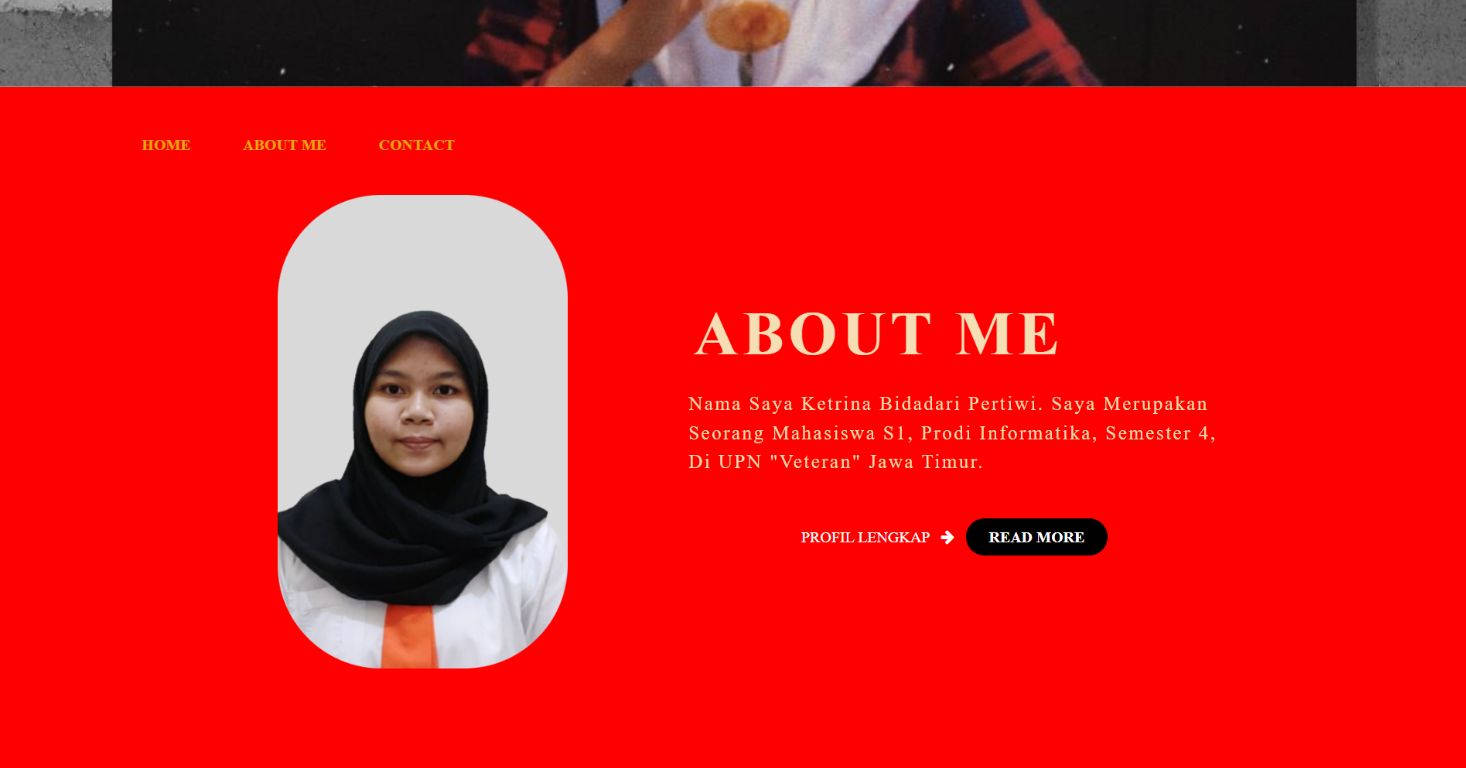 HOME ABOUT ME CONTACT
ABOUT ME
Nama Saya Ketrina Bidadari Pertiwi. Saya Merupakan
Seorang Mahasiswa S1, Prodi Informatika, Semester 4,
Di UPN "Veteran" Jawa Timur.
PROFIL LENGKAP READ MORE